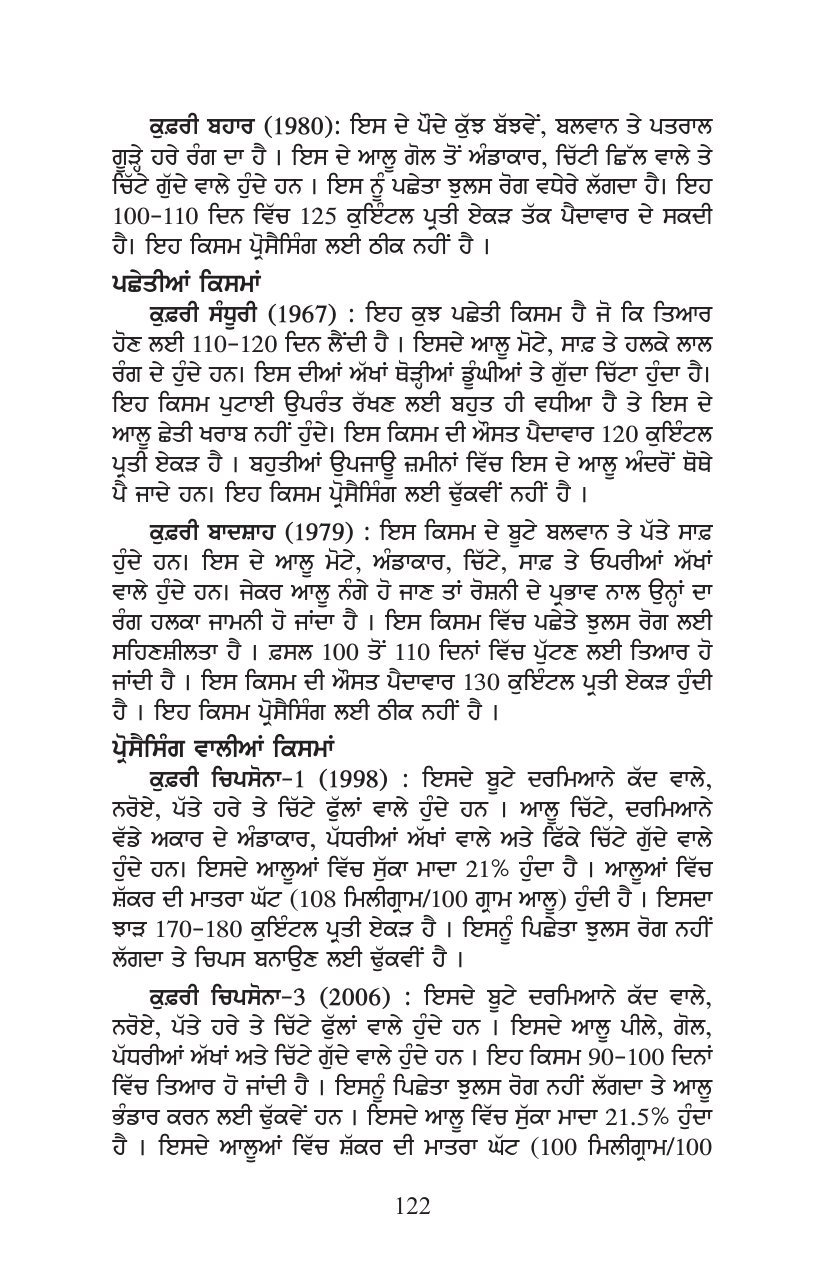 ਕੁਫ਼ਰੀ ਬਹਾਰ (1980): ਇਸ ਦੇ ਪੌਦੇ ਕੁੱਝ ਬੱਝਵੇਂ, ਬਲਵਾਨ ਤੇ ਪਤਰਾਲ
ਗੂੜ੍ਹੇ ਹਰੇ ਰੰਗ ਦਾ ਹੈ । ਇਸ ਦੇ ਆਲੂ ਗੋਲ ਤੋਂ ਅੰਡਾਕਾਰ, ਚਿੱਟੀ ਛਿੱਲ ਵਾਲੇ ਤੇ
ਚਿੱਟੇ ਗੁੱਦੇ ਵਾਲੇ ਹੁੰਦੇ ਹਨ । ਇਸ ਨੂੰ ਪਛੇਤਾ ਝੁਲਸ ਰੋਗ ਵਧੇਰੇ ਲੱਗਦਾ ਹੈ। ਇਹ
100-110 ਦਿਨ ਵਿੱਚ 125 ਕੁਇੰਟਲ ਪ੍ਰਤੀ ਏਕੜ ਤੱਕ ਪੈਦਾਵਾਰ ਦੇ ਸਕਦੀ
ਹੈ। ਇਹ ਕਿਸਮ ਪ੍ਰੋਸੈਸਿੰਗ ਲਈ ਠੀਕ ਨਹੀਂ ਹੈ ।
ਪਛੇਤੀਆਂ ਕਿਸਮਾਂ
ਕੁਫ਼ਰੀ ਸੰਧੂਰੀ (1967) : ਇਹ ਕੁਝ ਪਛੇਤੀ ਕਿਸਮ ਹੈ ਜੋ ਕਿ ਤਿਆਰ
ਹੋਣ ਲਈ 110-120 ਦਿਨ ਲੈਂਦੀ ਹੈ । ਇਸਦੇ ਆਲੂ ਮੋਟੇ, ਸਾਫ਼ ਤੇ ਹਲਕੇ ਲਾਲ
ਰੰਗ ਦੇ ਹੁੰਦੇ ਹਨ। ਇਸ ਦੀਆਂ ਅੱਖਾਂ ਥੋੜ੍ਹੀਆਂ ਡੂੰਘੀਆਂ ਤੇ ਗੁੱਦਾ ਚਿੱਟਾ ਹੁੰਦਾ ਹੈ।
ਇਹ ਕਿਸਮ ਪੁਟਾਈ ਉਪਰੰਤ ਰੱਖਣ ਲਈ ਬਹੁਤ ਹੀ ਵਧੀਆ ਹੈ ਤੇ ਇਸ ਦੇ
ਆਲੂ ਛੇਤੀ ਖਰਾਬ ਨਹੀਂ ਹੁੰਦੇ। ਇਸ ਕਿਸਮ ਦੀ ਔਸਤ ਪੈਦਾਵਾਰ 120 ਕੁਇੰਟਲ
ਪ੍ਰਤੀ ਏਕੜ ਹੈ । ਬਹੁਤੀਆਂ ਉਪਜਾਊ ਜ਼ਮੀਨਾਂ ਵਿੱਚ ਇਸ ਦੇ ਆਲੂ ਅੰਦਰੋਂ ਥੋਥੇ
ਪੈ ਜਾਦੇ ਹਨ। ਇਹ ਕਿਸਮ ਪ੍ਰੋਸੈਸਿੰਗ ਲਈ ਢੁੱਕਵੀਂ ਨਹੀਂ ਹੈ ।
ਕੁਫ਼ਰੀ ਬਾਦਸ਼ਾਹ (1979) : ਇਸ ਕਿਸਮ ਦੇ ਬੂਟੇ ਬਲਵਾਨ ਤੇ ਪੱਤੇ ਸਾਫ਼
ਹੁੰਦੇ ਹਨ। ਇਸ ਦੇ ਆਲੂ ਮੋਟੇ, ਅੰਡਾਕਾਰ, ਚਿੱਟੇ, ਸਾਫ਼ ਤੇ ਓਪਰੀਆਂ ਅੱਖਾਂ
ਵਾਲੇ ਹੁੰਦੇ ਹਨ। ਜੇਕਰ ਆਲੂ ਨੰਗੇ ਹੋ ਜਾਣ ਤਾਂ ਰੋਸ਼ਨੀ ਦੇ ਪ੍ਰਭਾਵ ਨਾਲ ਉਨ੍ਹਾਂ ਦਾ
ਰੰਗ ਹਲਕਾ ਜਾਮਨੀ ਹੋ ਜਾਂਦਾ ਹੈ । ਇਸ ਕਿਸਮ ਵਿੱਚ ਪਛੇਤੇ ਝੁਲਸ ਰੋਗ ਲਈ
ਸਹਿਣਸ਼ੀਲਤਾ ਹੈ । ਫ਼ਸਲ 100 ਤੋਂ 110 ਦਿਨਾਂ ਵਿੱਚ ਪੁੱਟਣ ਲਈ ਤਿਆਰ ਹੋ
ਜਾਂਦੀ ਹੈ । ਇਸ ਕਿਸਮ ਦੀ ਔਸਤ ਪੈਦਾਵਾਰ 130 ਕੁਇੰਟਲ ਪ੍ਰਤੀ ਏਕੜ ਹੁੰਦੀ
ਹੈ । ਇਹ ਕਿਸਮ ਪ੍ਰੋਸੈਸਿੰਗ ਲਈ ਠੀਕ ਨਹੀਂ ਹੈ ।
ਪ੍ਰੋਸੈਸਿੰਗ ਵਾਲੀਆਂ ਕਿਸਮਾਂ
ਕੁਫ਼ਰੀ ਚਿਪਸੋਨਾ-1 (1998) : ਇਸਦੇ ਬੂਟੇ ਦਰਮਿਆਨੇ ਕੱਦ ਵਾਲੇ,
ਨਰੋਏ, ਪੱਤੇ ਹਰੇ ਤੇ ਚਿੱਟੇ ਫੁੱਲਾਂ ਵਾਲੇ ਹੁੰਦੇ ਹਨ । ਆਲੂ ਚਿੱਟੇ, ਦਰਮਿਆਨੇ
ਵੱਡੇ ਅਕਾਰ ਦੇ ਅੰਡਾਕਾਰ, ਪੱਧਰੀਆਂ ਅੱਖਾਂ ਵਾਲੇ ਅਤੇ ਫਿੱਕੇ ਚਿੱਟੇ ਗੁੱਦੇ ਵਾਲੇ
ਹੁੰਦੇ ਹਨ। ਇਸਦੇ ਆਲੂਆਂ ਵਿੱਚ ਸੁੱਕਾ ਮਾਦਾ 21% ਹੁੰਦਾ ਹੈ । ਆਲੂਆਂ ਵਿੱਚ
ਸ਼ੱਕਰ ਦੀ ਮਾਤਰਾ ਘੱਟ (108 ਮਿਲੀਗ੍ਰਾਮ/100 ਗ੍ਰਾਮ ਆਲੂ) ਹੁੰਦੀ ਹੈ । ਇਸਦਾ
ਝਾੜ 170-180 ਕੁਇੰਟਲ ਪ੍ਰਤੀ ਏਕੜ ਹੈ । ਇਸਨੂੰ ਪਿਛੇਤਾ ਝੁਲਸ ਰੋਗ ਨਹੀਂ
ਲੱਗਦਾ ਤੇ ਚਿਪਸ ਬਨਾਉਣ ਲਈ ਢੁੱਕਵੀਂ ਹੈ ।
ਕੁਫ਼ਰੀ ਚਿਪਸੋਨਾ-3 (2006) : ਇਸਦੇ ਬੂਟੇ ਦਰਮਿਆਨੇ ਕੱਦ ਵਾਲੇ,
ਨਰੋਏ, ਪੱਤੇ ਹਰੇ ਤੇ ਚਿੱਟੇ ਫੁੱਲਾਂ ਵਾਲੇ ਹੁੰਦੇ ਹਨ । ਇਸਦੇ ਆਲੂ ਪੀਲੇ, ਗੋਲ,
ਪੱਧਰੀਆਂ ਅੱਖਾਂ ਅਤੇ ਚਿੱਟੇ ਗੁੱਦੇ ਵਾਲੇ ਹੁੰਦੇ ਹਨ । ਇਹ ਕਿਸਮ 90-100 ਦਿਨਾਂ
ਵਿੱਚ ਤਿਆਰ ਹੋ ਜਾਂਦੀ ਹੈ । ਇਸਨੂੰ ਪਿਛੇਤਾ ਝੁਲਸ ਰੋਗ ਨਹੀਂ ਲੱਗਦਾ ਤੇ ਆਲੂ
ਭੰਡਾਰ ਕਰਨ ਲਈ ਢੁੱਕਵੇਂ ਹਨ । ਇਸਦੇ ਆਲੂ ਵਿੱਚ ਸੁੱਕਾ ਮਾਦਾ 21.5% ਹੁੰਦਾ
ਹੈ । ਇਸਦੇ ਆਲੂਆਂ ਵਿੱਚ ਸ਼ੱਕਰ ਦੀ ਮਾਤਰਾ ਘੱਟ (100 ਮਿਲੀਗ੍ਰਾਮ/100
122